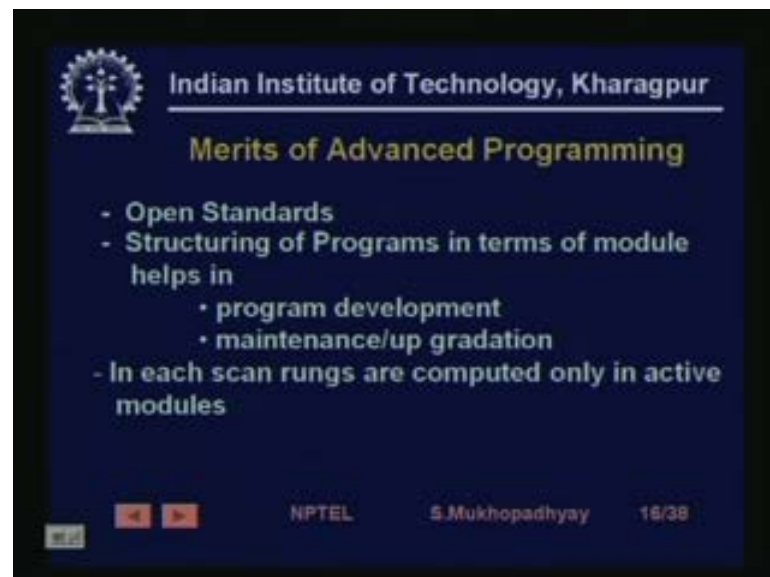 Indian Institute of Technology, Kharagpur
Merits of Advanced Programming
- Open Standards
- Structuring of Programs in terms of module
helps in
• program development
• maintenance/up gradation
- In each scan rungs are computed only in active
modules
NPTEL S.Mukhopadhyay 16/38